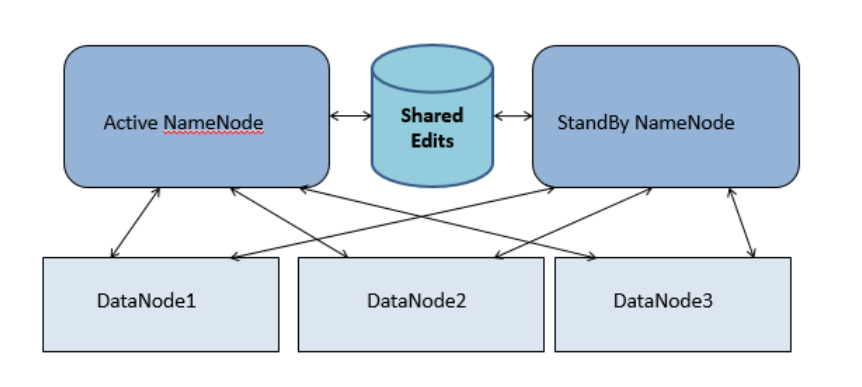 Active NameNode
Shared
Edits
StandBy NameNode
DataNode1
DataNode2
DataNode3